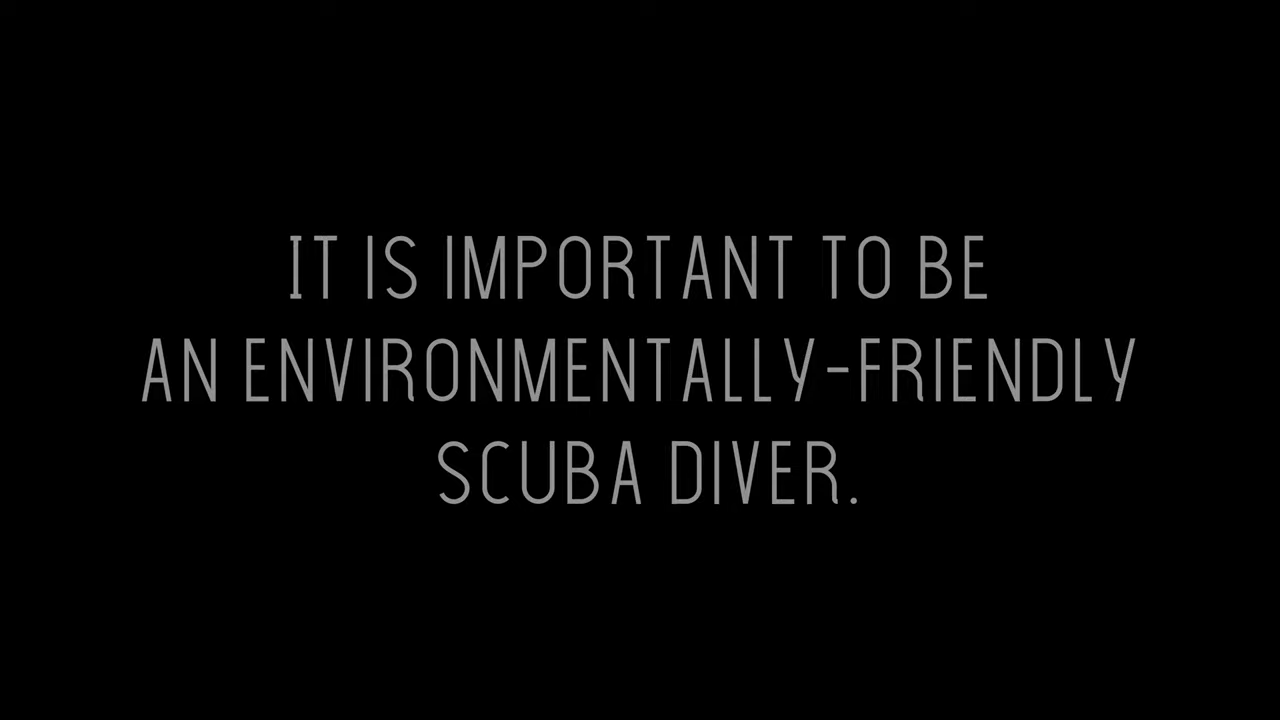 IT IS IMPORTANT TO BE
AN ENVIRONMENTALLY-FRIENDLY
SCUBA DIVER.